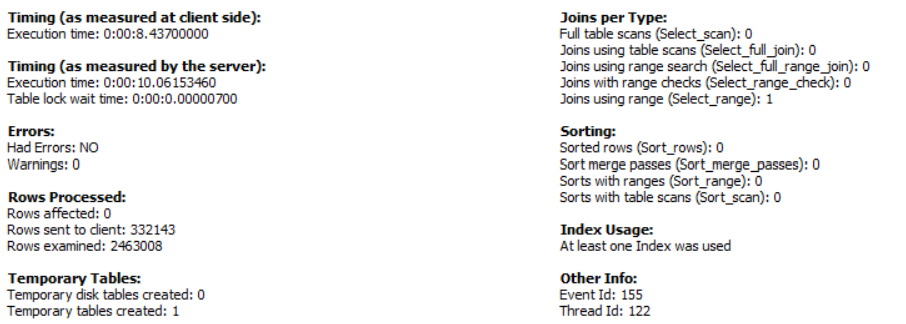 Timing (as measured at client side):
Execution time: 0:00:8.43700000
Timing (as measured by the server):
Execution time: 0:00:10.06153460
Table lock wait time: 0:00:0.00000700
Errors:
Had Errors: NO
Warnings: 0
Rows Processed:
Rows affected: 0
Rows sent to client: 332143
Rows examined: 2463008
Temporary Tables:
Temporary disk tables created: 0
Temporary tables created: 1
Joins per Type:
Full table scans (Select_scan): 0
Joins using table scans (Select_full_join): 0
Joins using range search (Select_full_range_join): 0
Joins with range checks (Select_range_check): 0
Joins using range (Select_range): 1
Sorting:
Sorted rows (Sort_rows): 0
Sort merge passes (Sort_merge_passes): 0
Sorts with ranges (Sort_range): 0
Sorts with table scans (Sort_scan): 0
Index Usage:
At least one Index was used
Other Info:
Event Id: 155
Thread Id: 122